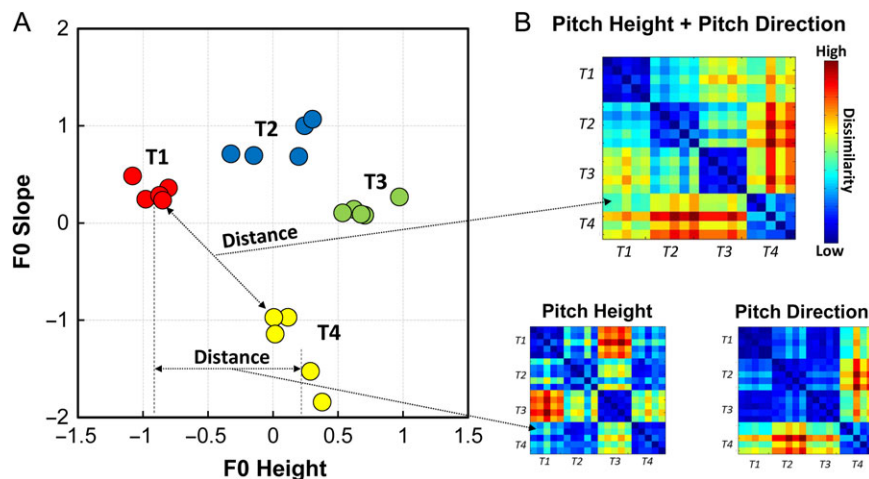 A
B
Pitch Height + Pitch Direction
2
1
0
−1
−2
F0 Slope
T1
T2
T3
T4
Distance
Distance
−1.5
−1
−0.5
0
0.5
1
1.5
F0 Height
T1
T2
T3
T4
T1
T2
T3
T4
High
Dissimilarity
Low
Pitch Height
T1
T2
T3
T4
T1
T2
T3
T4
Pitch Direction
T1
T2
T3
T4
T1
T2
T3
T4